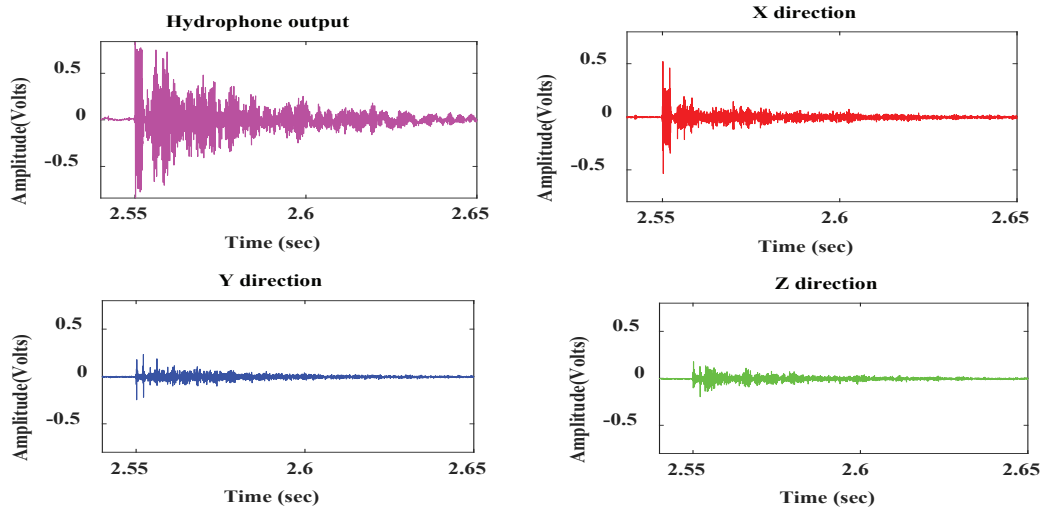 Hydrophone output
Amplitude(Volts)
0.5
0
-0.5
2.55
2.6
2.65
Time (sec)
X direction
Amplitude(Volts)
0.5
0
-0.5
2.55
2.6
2.65
Time (sec)
Y direction
Amplitude(Volts)
0.5
0
-0.5
2.55
2.6
2.65
Time (sec)
Z direction
Amplitude(Volts)
0.5
0
-0.5
2.55
2.6
2.65
Time (sec)